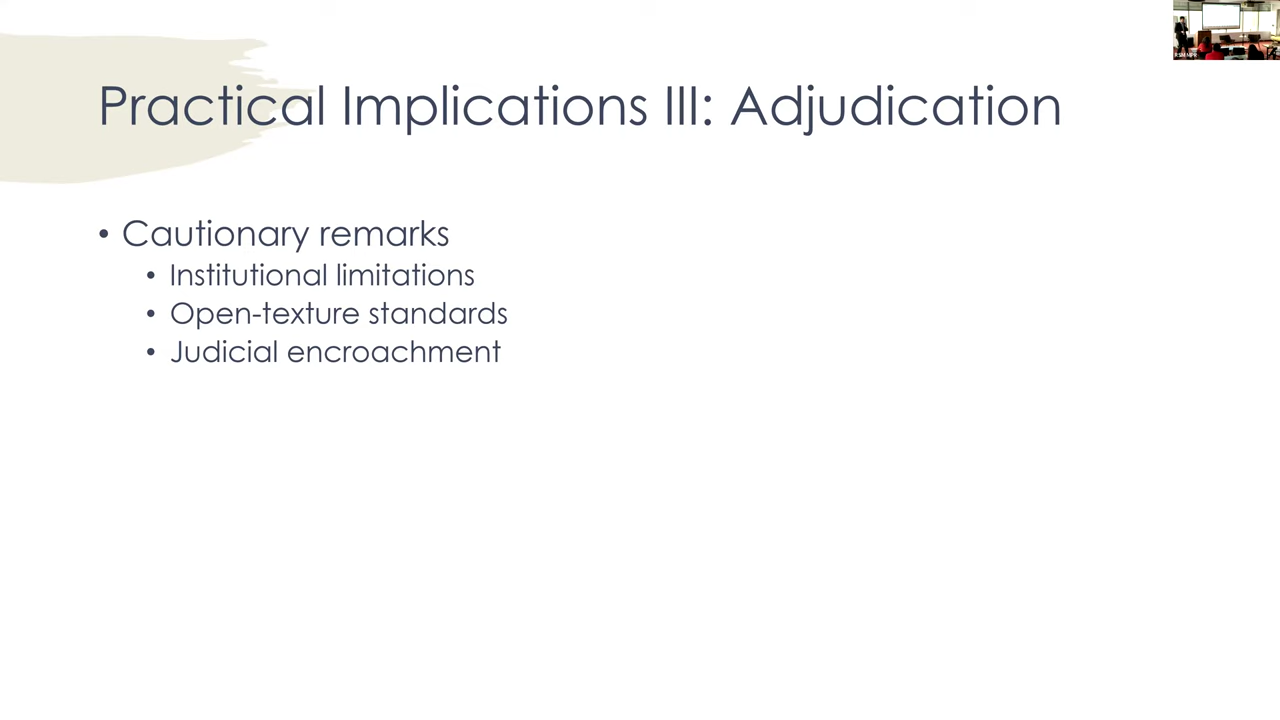 Practical Implications III: Adjudication
• Cautionary remarks
• Institutional limitations
• Open-texture standards
• Judicial encroachment